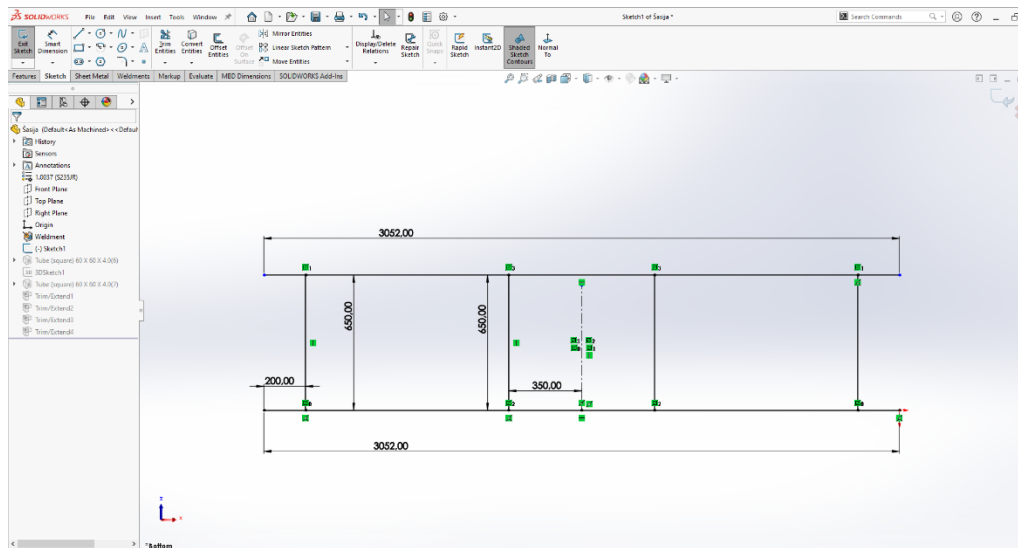 SOLIDWORKS File Edit View Insert Tools Window Sketch1 of Šasija * Search Commands
Exit Sketch
Smart Dimension
Trim Entities
Convert Entities
Offset Entities
Offset On Surface
Mirror Entities
Linear Sketch Pattern
Move Entities
Display/Delete Relations
Repair Sketch
Quick Snaps
Rapid Sketch
Instant2D
Shaded Sketch Contours
Normal To
Features Sketch Sheet Metal Weldments Markup Evaluate MBD Dimensions SOLIDWORKS Add-Ins
Šasija (Default<As Machined><<Default
History
Sensors
Annotations
1.0037 (S235JR)
Front Plane
Top Plane
Right Plane
Origin
Weldment
(-) Sketch1
Tube (square) 60 X 60 X 4.0(6)
3DSketch1
Tube (square) 60 X 60 X 4.0(7)
Trim/Extend1
Trim/Extend2
Trim/Extend3
Trim/Extend4
3052,00
650,00
650,00
200,00
350,00
3052,00
*Bottom